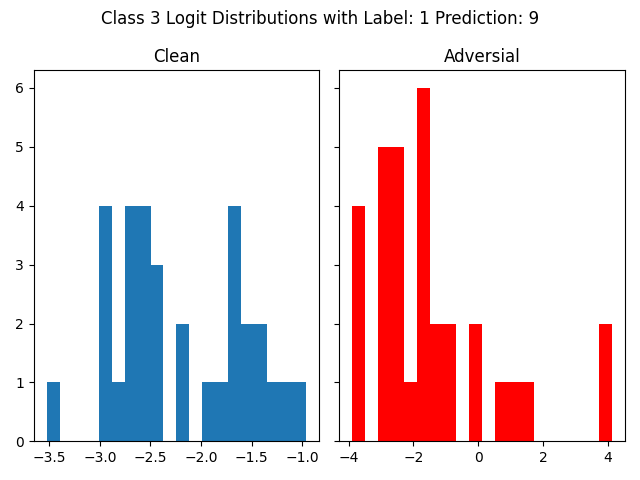 Class 3 Logit Distributions with Label: 1 Prediction: 9
Clean
Adversial
6
5
4
3
2
1
0
−3.5 −3.0 −2.5 −2.0 −1.5 −1.0
−4 −2 0 2 4